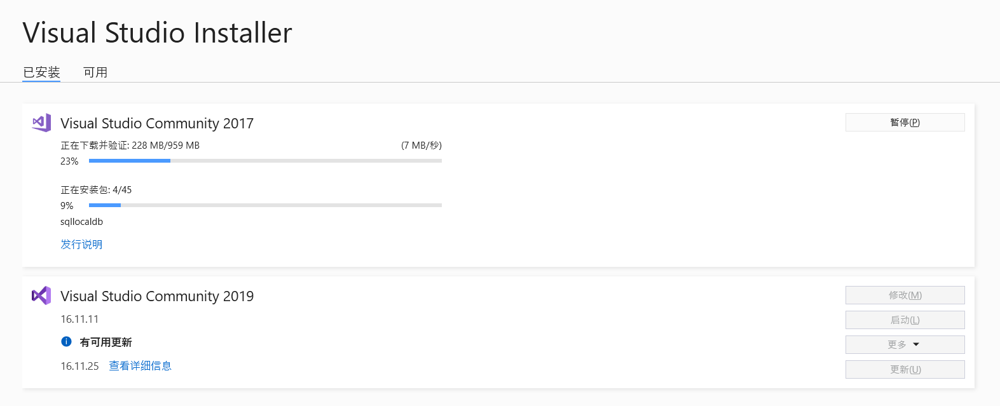 Visual Studio Installer
已安装 可用
Visual Studio Community 2017
暂停(P)
正在下载并验证: 228 MB/959 MB (7 MB/秒)
23%
正在安装包: 4/45
9%
sqllocaldb
发行说明
Visual Studio Community 2019
修改(M)
16.11.11
启动(L)
有可用更新
更多
16.11.25 查看详细信息
更新(U)